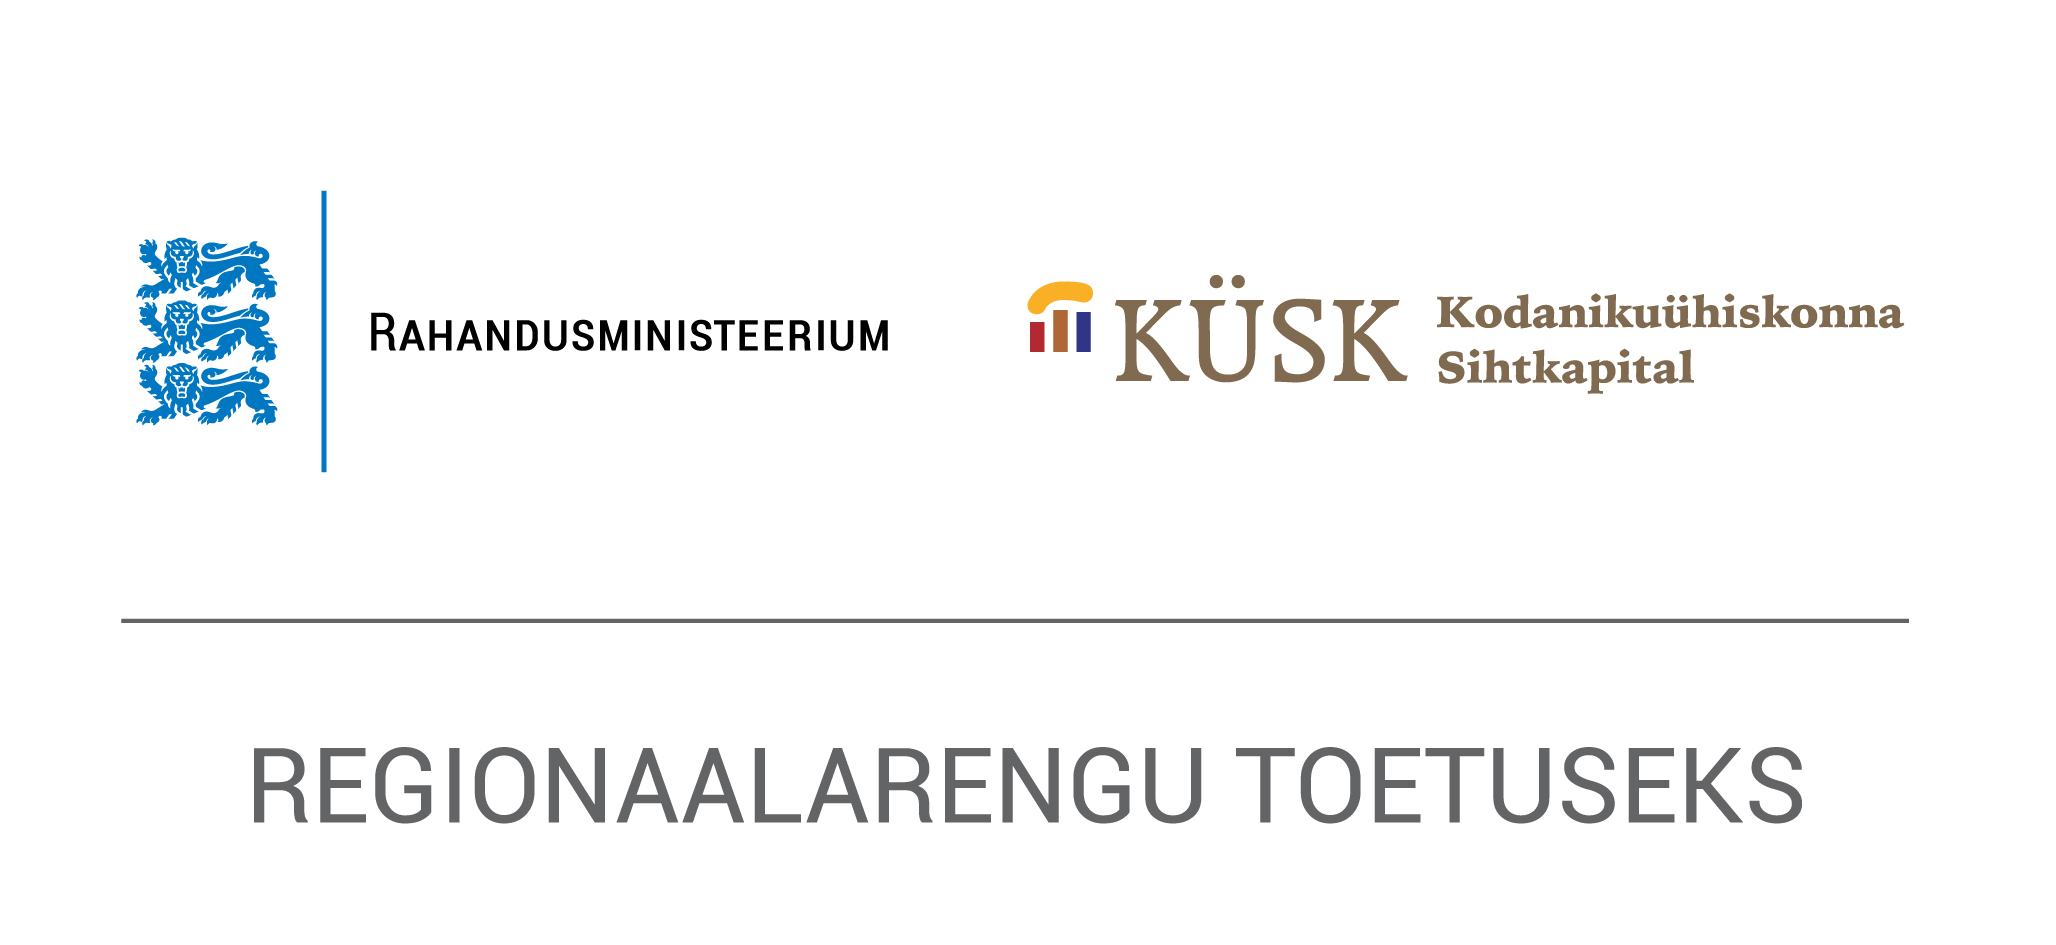 RAHANDUSMINISTEERIUM
KÜSK
Kodanikuühiskonna
Sihtkapital
REGIONAALARENGU TOETUSEKS